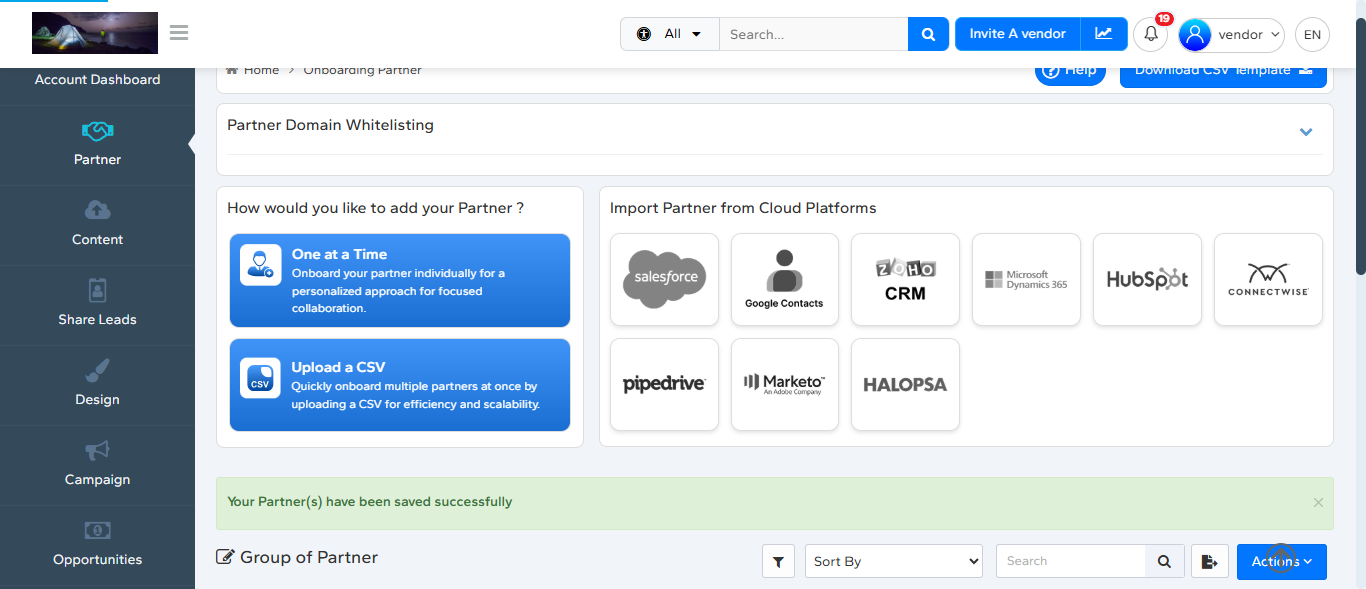 All
Search...
Invite A vendor
19
vendor
EN
Account Dashboard
Home > Onboarding Partner
Help
Download CSV Template
Partner
Content
Share Leads
Design
Campaign
Opportunities
Partner Domain Whitelisting
How would you like to add your Partner ?
One at a Time
Onboard your partner individually for a
personalized approach for focused
collaboration.
CSV
Upload a CSV
Quickly onboard multiple partners at once by
uploading a CSV for efficiency and scalability.
Import Partner from Cloud Platforms
salesforce
Google Contacts
ZOHO
CRM
Microsoft
Dynamics 365
HubSpot
CONNECTWISE
pipedrive
Marketo™
An Adobe Company
HALOPSA
Your Partner(s) have been saved successfully
×
Group of Partner
Sort By
Search
Actions